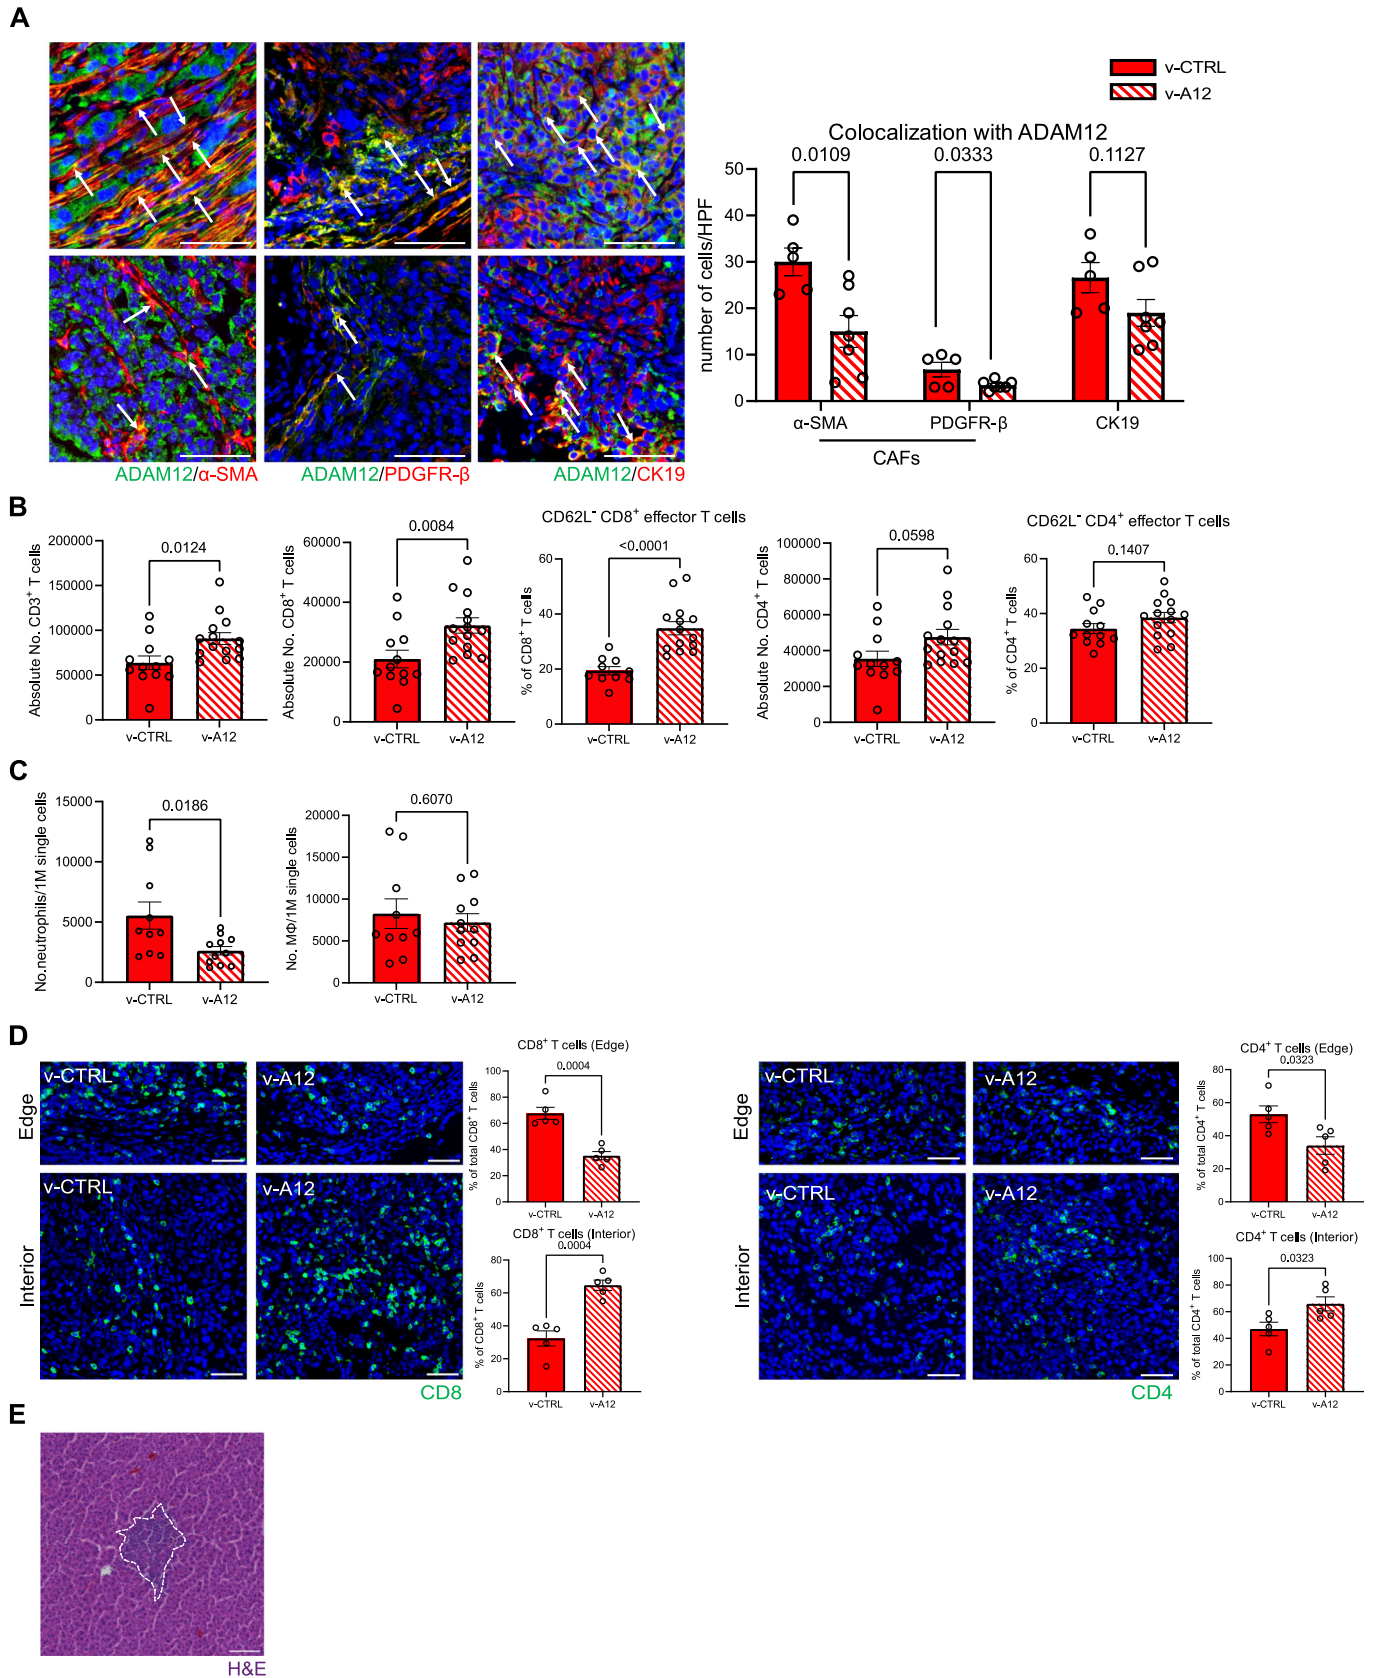 A
v-CTRL
v-A12
Colocalization with ADAM12
0.0109
0.0333
0.1127
number of cells/HPF
50
40
30
20
10
0
α-SMA
PDGFR-β
CK19
CAFs
ADAM12/α-SMA
ADAM12/PDGFR-β
ADAM12/CK19
B
Absolute No. CD3⁺ T cells
200000
150000
100000
50000
0
0.0124
v-CTRL
v-A12
Absolute No. CD8⁺ T cells
60000
40000
20000
0
0.0084
v-CTRL
v-A12
CD62L⁻ CD8⁺ effector T cells
% of CD8⁺ T cells
60
40
20
0
<0.0001
v-CTRL
v-A12
Absolute No. CD4⁺ T cells
100000
80000
60000
40000
20000
0
0.0598
v-CTRL
v-A12
CD62L⁻ CD4⁺ effector T cells
% of CD4⁺ T cells
60
40
20
0
0.1407
v-CTRL
v-A12
C
No.neutrophils/1M single cells
15000
10000
5000
0
0.0186
v-CTRL
v-A12
No. MΦ/1M single cells
20000
15000
10000
5000
0
0.6070
v-CTRL
v-A12
D
Edge
v-CTRL
v-A12
Interior
v-CTRL
v-A12
CD8
CD8⁺ T cells (Edge)
% of total CD8⁺ T cells
100
80
60
40
20
0
0.0004
v-CTRL
v-A12
CD8⁺ T cells (Interior)
% of CD8⁺ T cells
80
60
40
20
0
0.0004
v-CTRL
v-A12
Edge
v-CTRL
v-A12
Interior
v-CTRL
v-A12
CD4
CD4⁺ T cells (Edge)
% of total CD4⁺ T cells
80
60
40
20
0
0.0323
v-CTRL
v-A12
CD4⁺ T cells (Interior)
% of total CD4⁺ T cells
100
80
60
40
20
0
0.0323
v-CTRL
v-A12
E
H&E